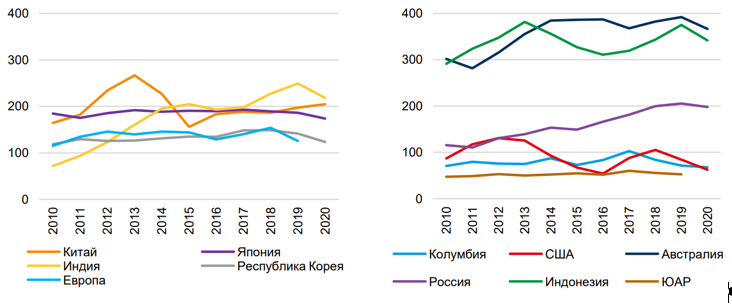 400
300
200
100
0
2010 2011 2012 2013 2014 2015 2016 2017 2018 2019 2020
Китай Япония
Индия Республика Корея
Европа
400
300
200
100
0
2010 2011 2012 2013 2014 2015 2016 2017 2018 2019 2020
Колумбия США Австралия
Россия Индонезия ЮАР